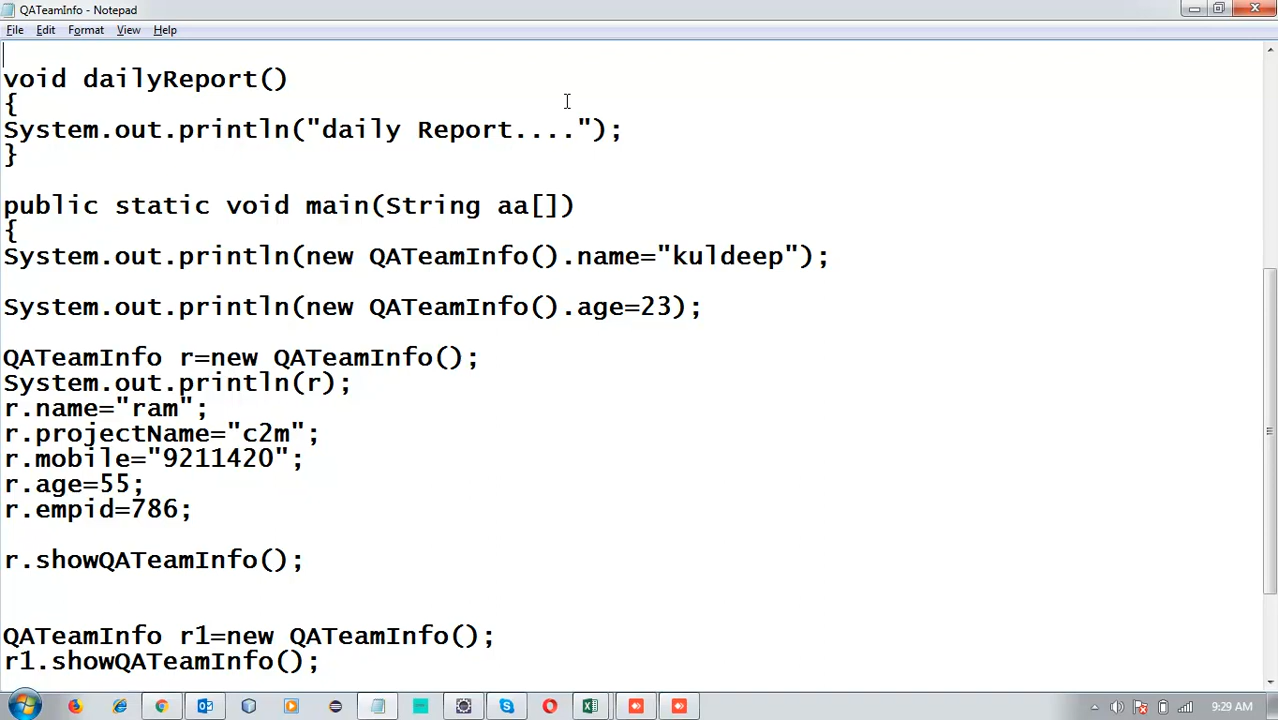 QATeamInfo - Notepad
File Edit Format View Help
void dailyReport()
{
System.out.println("daily Report....");
}
public static void main(String aa[])
{
System.out.println(new QATeamInfo().name="kuldeep");
System.out.println(new QATeamInfo().age=23);
QATeamInfo r=new QATeamInfo();
System.out.println(r);
r.name="ram";
r.projectName="c2m";
r.mobile="9211420";
r.age=55;
r.empid=786;
r.showQATeamInfo();
QATeamInfo r1=new QATeamInfo();
r1.showQATeamInfo();
9:29 AM